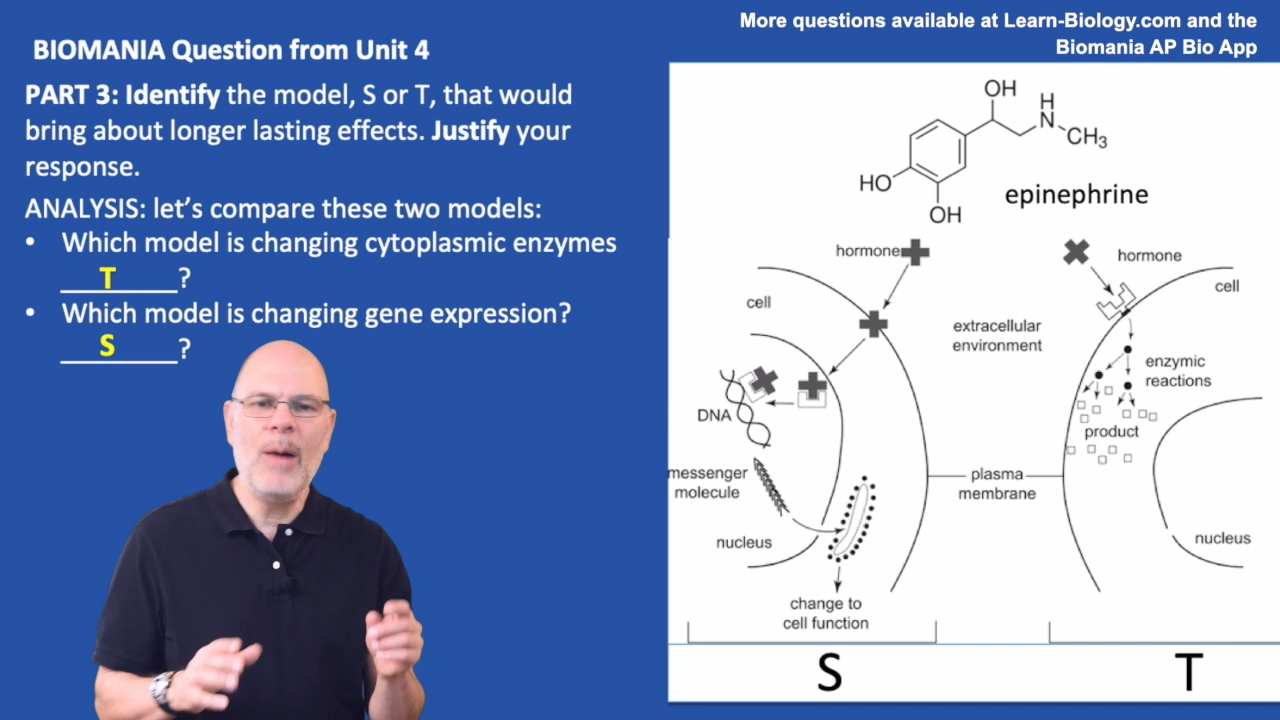 More questions available at Learn-Biology.com and the
Biomania AP Bio App
BIOMANIA Question from Unit 4
PART 3: Identify the model, S or T, that would
bring about longer lasting effects. Justify your
response.
ANALYSIS: let's compare these two models:
• Which model is changing cytoplasmic enzymes
T ?
• Which model is changing gene expression?
S ?
OH
H
N
CH3
HO
OH
epinephrine
hormone
cell
DNA
messenger
molecule
nucleus
change to
cell function
extracellular
environment
plasma
membrane
hormone
cell
enzymic
reactions
product
nucleus
S
T